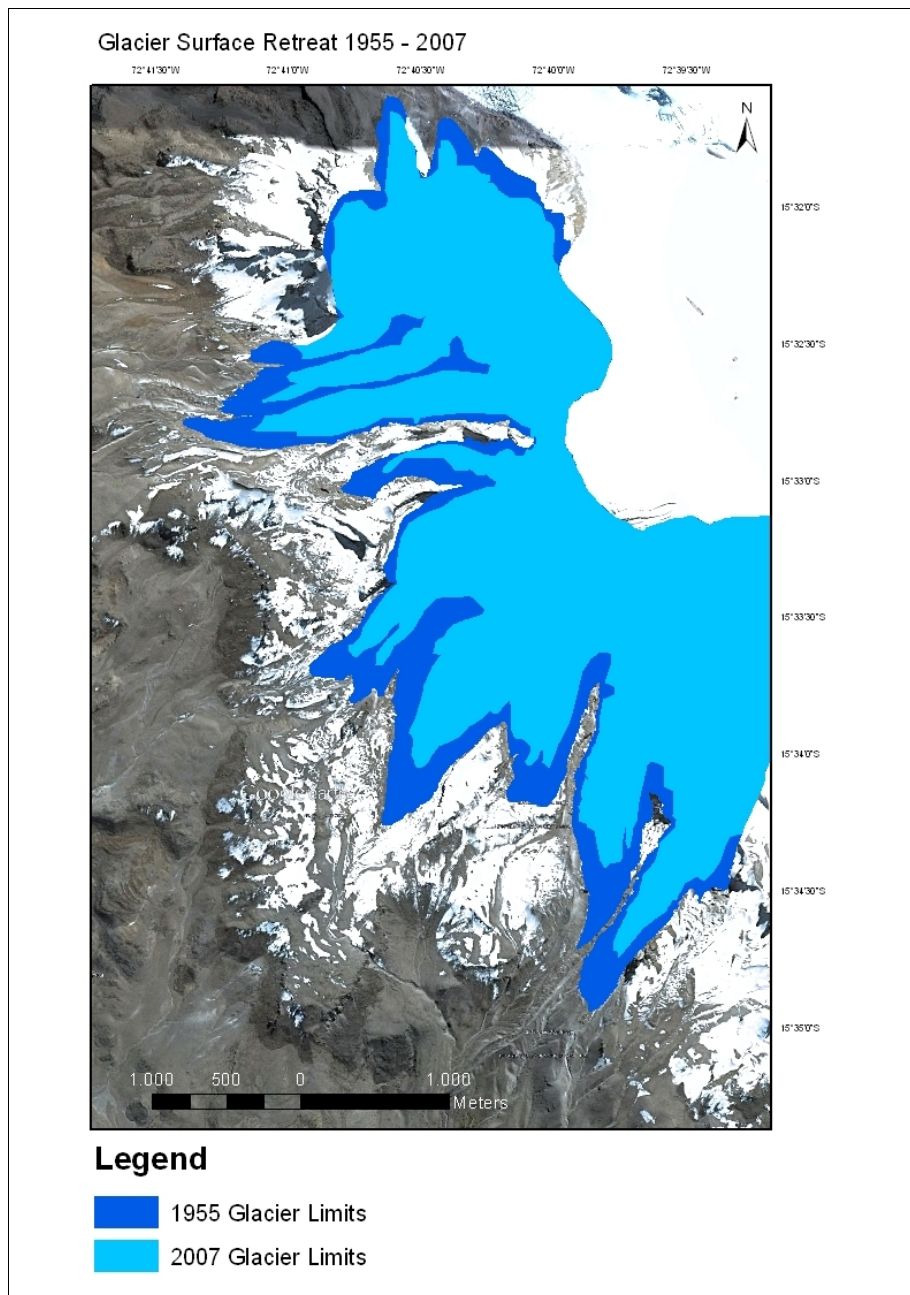 Glacier Surface Retreat 1955 - 2007
72°41'30"W 72°41'0"W 72°40'30"W 72°40'0"W 72°39'30"W
N
15°32'0"S
15°32'30"S
15°33'0"S
15°33'30"S
15°34'0"S
Google earth
15°34'30"S
15°35'0"S
1.000 500 0 1.000
Meters
Legend
1955 Glacier Limits
2007 Glacier Limits